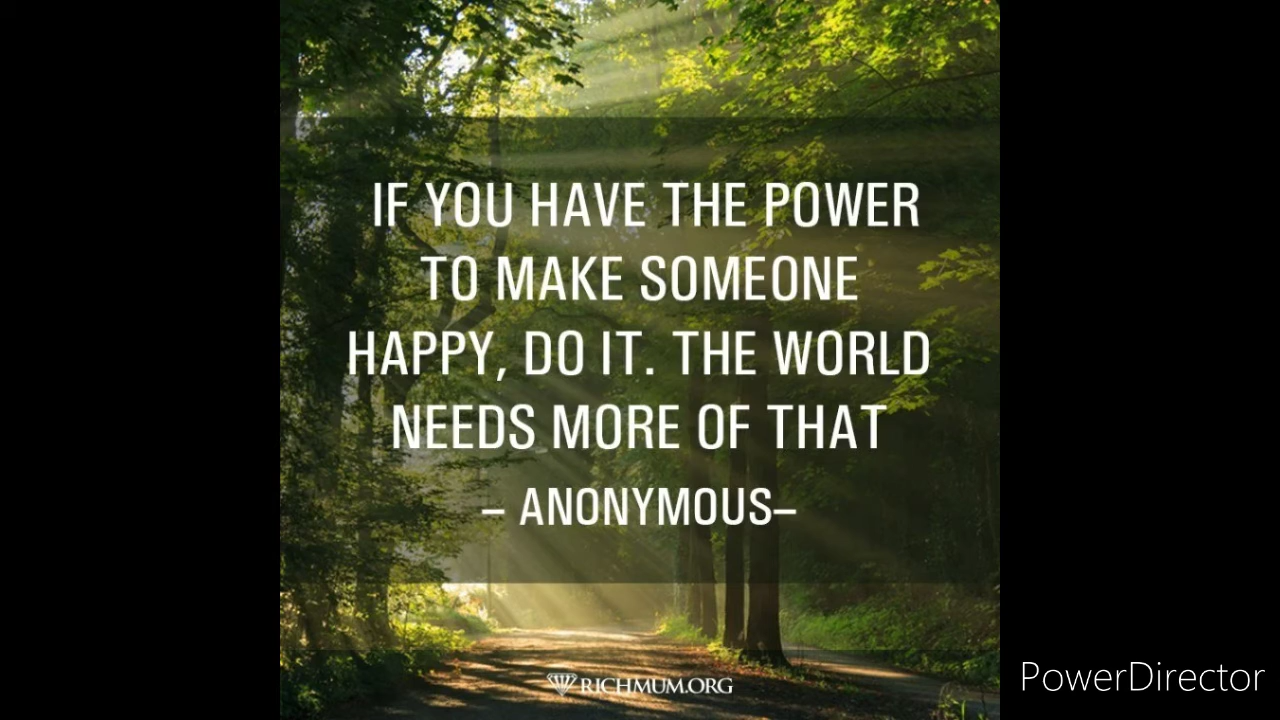 IF YOU HAVE THE POWER
TO MAKE SOMEONE
HAPPY, DO IT. THE WORLD
NEEDS MORE OF THAT
– ANONYMOUS–
RICHMUM.ORG
PowerDirector